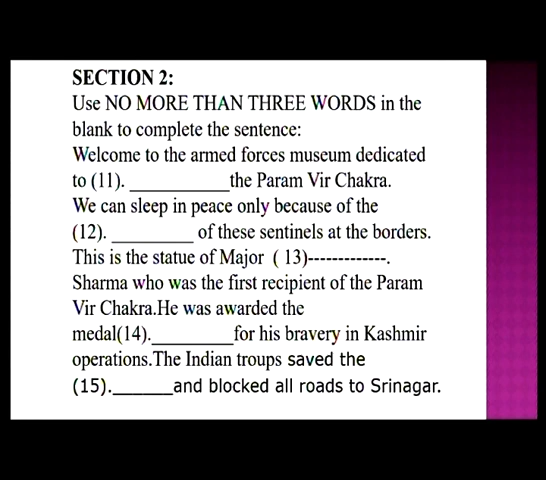 SECTION 2:
Use NO MORE THAN THREE WORDS in the
blank to complete the sentence:
Welcome to the armed forces museum dedicated
to (11). __________the Param Vir Chakra.
We can sleep in peace only because of the
(12). ________ of these sentinels at the borders.
This is the statue of Major ( 13)-------------.
Sharma who was the first recipient of the Param
Vir Chakra.He was awarded the
medal(14).________for his bravery in Kashmir
operations.The Indian troups saved the
(15).______and blocked all roads to Srinagar.